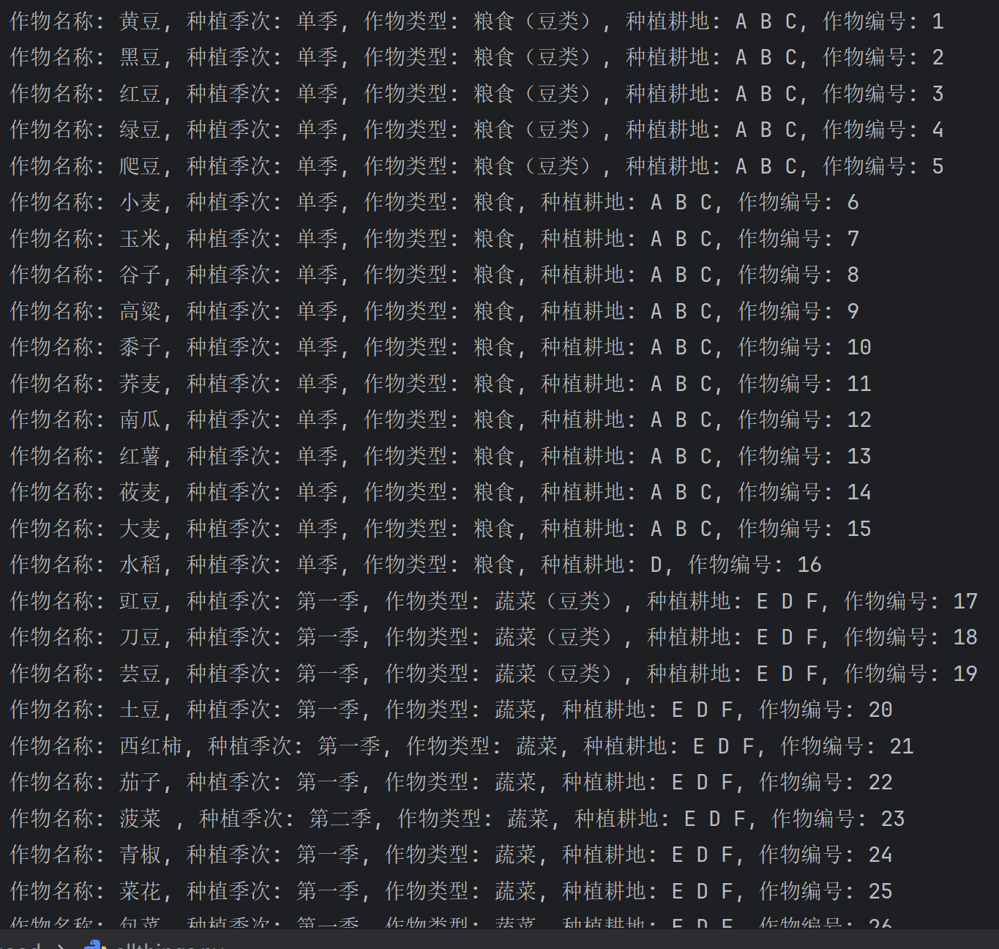 作物名称: 黄豆, 种植季次: 单季, 作物类型: 粮食（豆类）, 种植耕地: A B C, 作物编号: 1
作物名称: 黑豆, 种植季次: 单季, 作物类型: 粮食（豆类）, 种植耕地: A B C, 作物编号: 2
作物名称: 红豆, 种植季次: 单季, 作物类型: 粮食（豆类）, 种植耕地: A B C, 作物编号: 3
作物名称: 绿豆, 种植季次: 单季, 作物类型: 粮食（豆类）, 种植耕地: A B C, 作物编号: 4
作物名称: 爬豆, 种植季次: 单季, 作物类型: 粮食（豆类）, 种植耕地: A B C, 作物编号: 5
作物名称: 小麦, 种植季次: 单季, 作物类型: 粮食, 种植耕地: A B C, 作物编号: 6
作物名称: 玉米, 种植季次: 单季, 作物类型: 粮食, 种植耕地: A B C, 作物编号: 7
作物名称: 谷子, 种植季次: 单季, 作物类型: 粮食, 种植耕地: A B C, 作物编号: 8
作物名称: 高粱, 种植季次: 单季, 作物类型: 粮食, 种植耕地: A B C, 作物编号: 9
作物名称: 黍子, 种植季次: 单季, 作物类型: 粮食, 种植耕地: A B C, 作物编号: 10
作物名称: 荞麦, 种植季次: 单季, 作物类型: 粮食, 种植耕地: A B C, 作物编号: 11
作物名称: 南瓜, 种植季次: 单季, 作物类型: 粮食, 种植耕地: A B C, 作物编号: 12
作物名称: 红薯, 种植季次: 单季, 作物类型: 粮食, 种植耕地: A B C, 作物编号: 13
作物名称: 莜麦, 种植季次: 单季, 作物类型: 粮食, 种植耕地: A B C, 作物编号: 14
作物名称: 大麦, 种植季次: 单季, 作物类型: 粮食, 种植耕地: A B C, 作物编号: 15
作物名称: 水稻, 种植季次: 单季, 作物类型: 粮食, 种植耕地: D, 作物编号: 16
作物名称: 豇豆, 种植季次: 第一季, 作物类型: 蔬菜（豆类）, 种植耕地: E D F, 作物编号: 17
作物名称: 刀豆, 种植季次: 第一季, 作物类型: 蔬菜（豆类）, 种植耕地: E D F, 作物编号: 18
作物名称: 芸豆, 种植季次: 第一季, 作物类型: 蔬菜（豆类）, 种植耕地: E D F, 作物编号: 19
作物名称: 土豆, 种植季次: 第一季, 作物类型: 蔬菜, 种植耕地: E D F, 作物编号: 20
作物名称: 西红柿, 种植季次: 第一季, 作物类型: 蔬菜, 种植耕地: E D F, 作物编号: 21
作物名称: 茄子, 种植季次: 第一季, 作物类型: 蔬菜, 种植耕地: E D F, 作物编号: 22
作物名称: 菠菜 , 种植季次: 第二季, 作物类型: 蔬菜, 种植耕地: E D F, 作物编号: 23
作物名称: 青椒, 种植季次: 第一季, 作物类型: 蔬菜, 种植耕地: E D F, 作物编号: 24
作物名称: 菜花, 种植季次: 第一季, 作物类型: 蔬菜, 种植耕地: E D F, 作物编号: 25
作物名称: 包菜, 种植季次: 第一季, 作物类型: 蔬菜, 种植耕地: E D F, 作物编号: 26